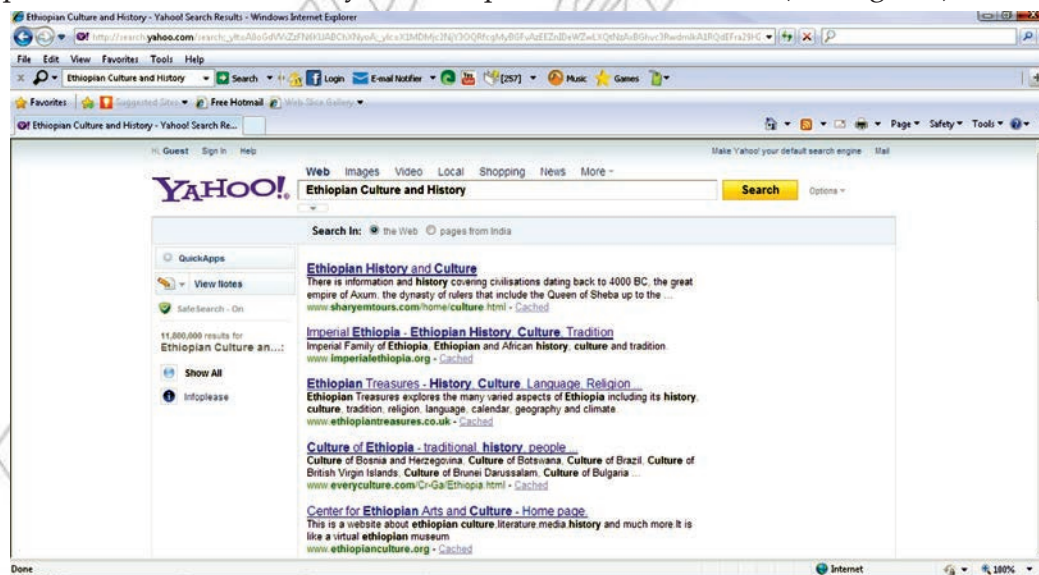 Ethiopian Culture and History - Yahoo! Search Results - Windows Internet Explorer
File Edit View Favorites Tools Help
Ethiopian Culture and History Search Login E-mail Notifier [257] Music Games
Favorites Suggested Sites Free Hotmail Web Slice Gallery
Ethiopian Culture and History - Yahoo! Search Re... Page Safety Tools
Hi, Guest Sign In Help Make Yahoo! your default search engine Mail
Web Images Video Local Shopping News More
YAHOO! Ethiopian Culture and History Search Options
Search In: the Web pages from India
QuickApps
View Notes
SafeSearch - On
11,800,000 results for
Ethiopian Culture an...:
Show All
Infoplease
Ethiopian History and Culture
There is information and history covering civilisations dating back to 4000 BC, the great
empire of Axum, the dynasty of rulers that include the Queen of Sheba up to the ...
www.sharyemtours.com/home/culture.html - Cached
Imperial Ethiopia - Ethiopian History, Culture, Tradition
Imperial Family of Ethiopia, Ethiopian and African history, culture and tradition.
www.imperialethiopia.org - Cached
Ethiopian Treasures - History, Culture, Language, Religion ...
Ethiopian Treasures explores the many varied aspects of Ethiopia including its history,
culture, tradition, religion, language, calendar, geography and climate.
www.ethiopiantreasures.co.uk - Cached
Culture of Ethiopia - traditional, history, people ...
Culture of Bosnia and Herzegovina, Culture of Botswana, Culture of Brazil, Culture of
British Virgin Islands, Culture of Brunei Darussalam, Culture of Bulgaria ...
www.everyculture.com/Cr-Ga/Ethiopia.html - Cached
Center for Ethiopian Arts and Culture - Home page.
This is a website about ethiopian culture,literature,media,history and much more.It is
like a virtual ethiopian museum
www.ethiopianculture.org - Cached
Done Internet 100%